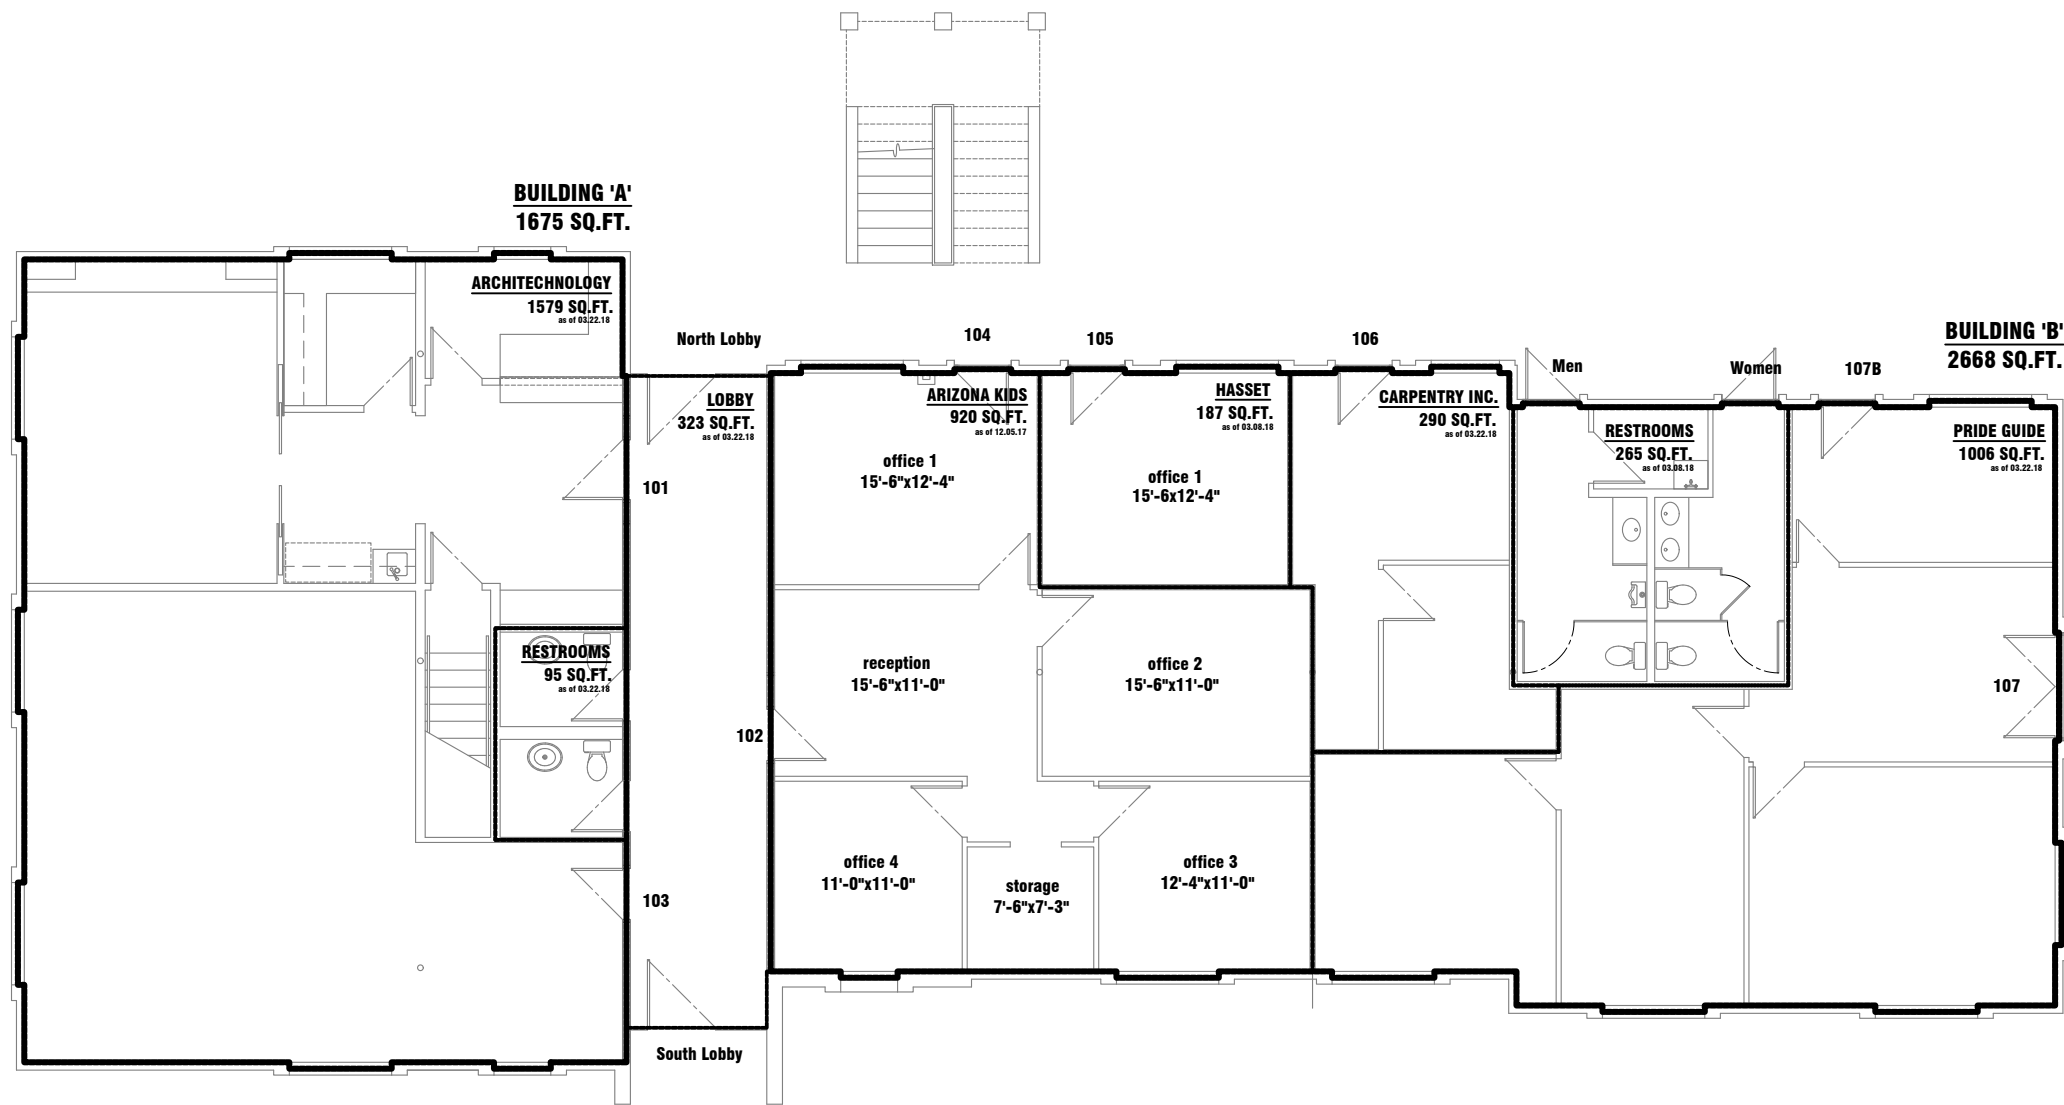 BUILDING 'A'
1675 SQ.FT.
ARCHITECHNOLOGY
1579 SQ.FT.
as of 03.22.18
North Lobby
104
105
106
Men
Women
107B
BUILDING 'B'
2668 SQ.FT.
LOBBY
323 SQ.FT.
as of 03.22.18
ARIZONA KIDS
920 SQ.FT.
as of 12.05.17
HASSET
187 SQ.FT.
as of 03.08.18
CARPENTRY INC.
290 SQ.FT.
as of 03.22.18
RESTROOMS
265 SQ.FT.
as of 03.08.18
PRIDE GUIDE
1006 SQ.FT.
as of 03.22.18
office 1
15'-6"x12'-4"
office 1
15'-6x12'-4"
101
RESTROOMS
95 SQ.FT.
as of 03.22.18
reception
15'-6"x11'-0"
office 2
15'-6"x11'-0"
107
102
office 4
11'-0"x11'-0"
storage
7'-6"x7'-3"
office 3
12'-4"x11'-0"
103
South Lobby